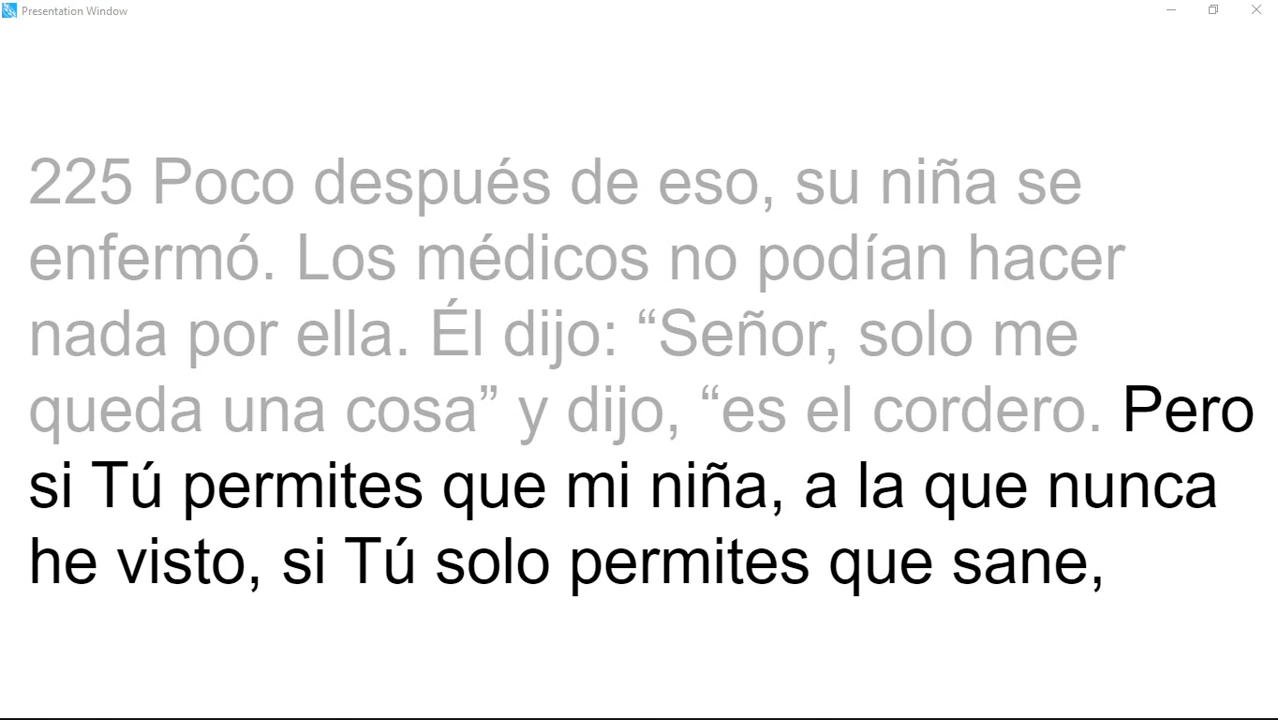 Presentation Window
225 Poco después de eso, su niña se
enfermó. Los médicos no podían hacer
nada por ella. Él dijo: “Señor, solo me
queda una cosa” y dijo, “es el cordero. Pero
si Tú permites que mi niña, a la que nunca
he visto, si Tú solo permites que sane,